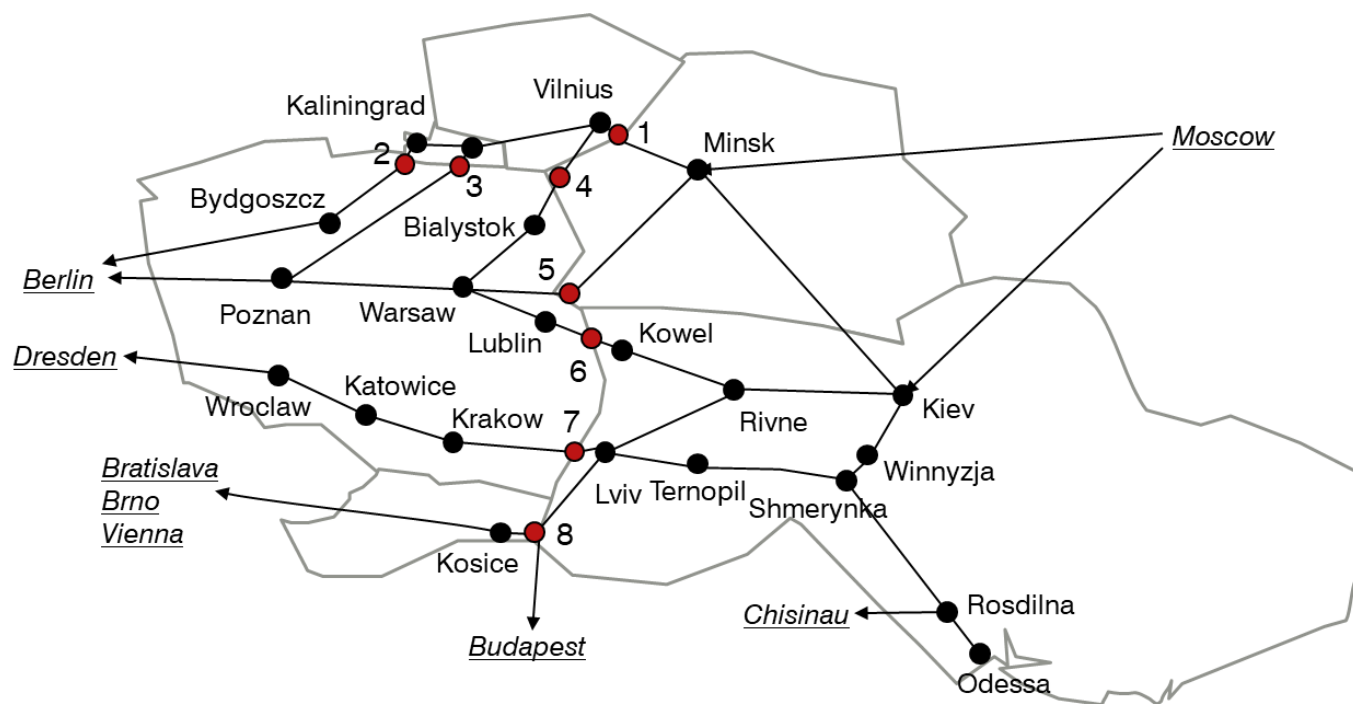 Vilnius
Kaliningrad
1
Minsk
Moscow
2
3
4
Bydgoszcz
Bialystok
Berlin
5
Poznan
Warsaw
Lublin
Kowel
Dresden
6
Katowice
Wroclaw
Krakow
7
Rivne
Kiev
Bratislava
Brno
Vienna
Lviv
Ternopil
Winnyzja
Shmerynka
8
Kosice
Chisinau
Rosdilna
Budapest
Odessa